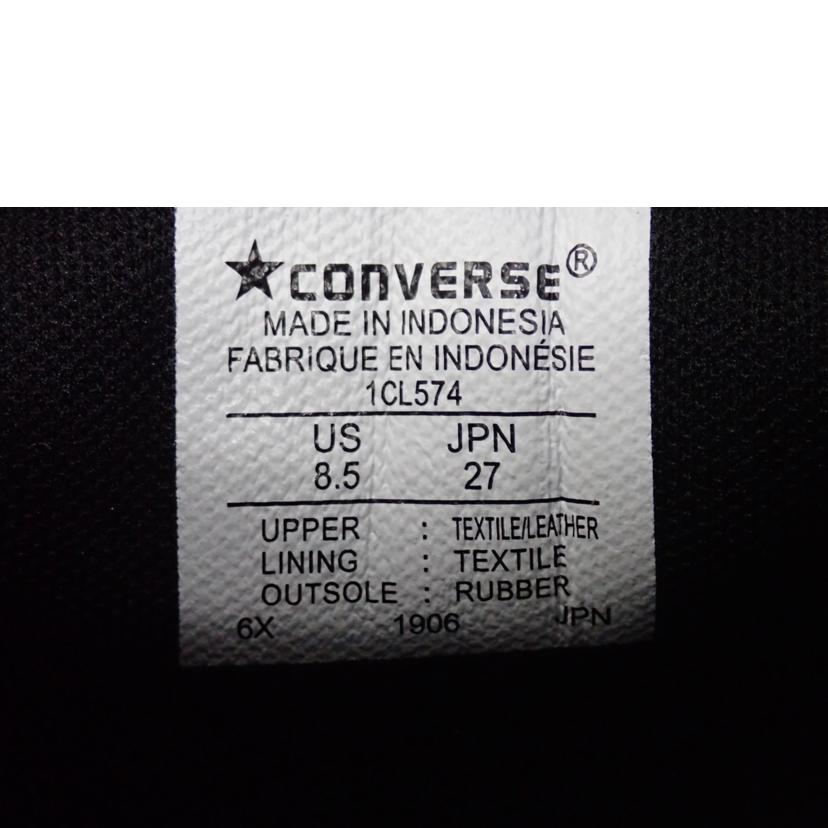 ★CONVERSE®
MADE IN INDONESIA
FABRIQUE EN INDONÉSIE
1CL574
US JPN
8.5 27
UPPER : TEXTILE/LEATHER
LINING : TEXTILE
OUTSOLE : RUBBER
6X 1906 JPN